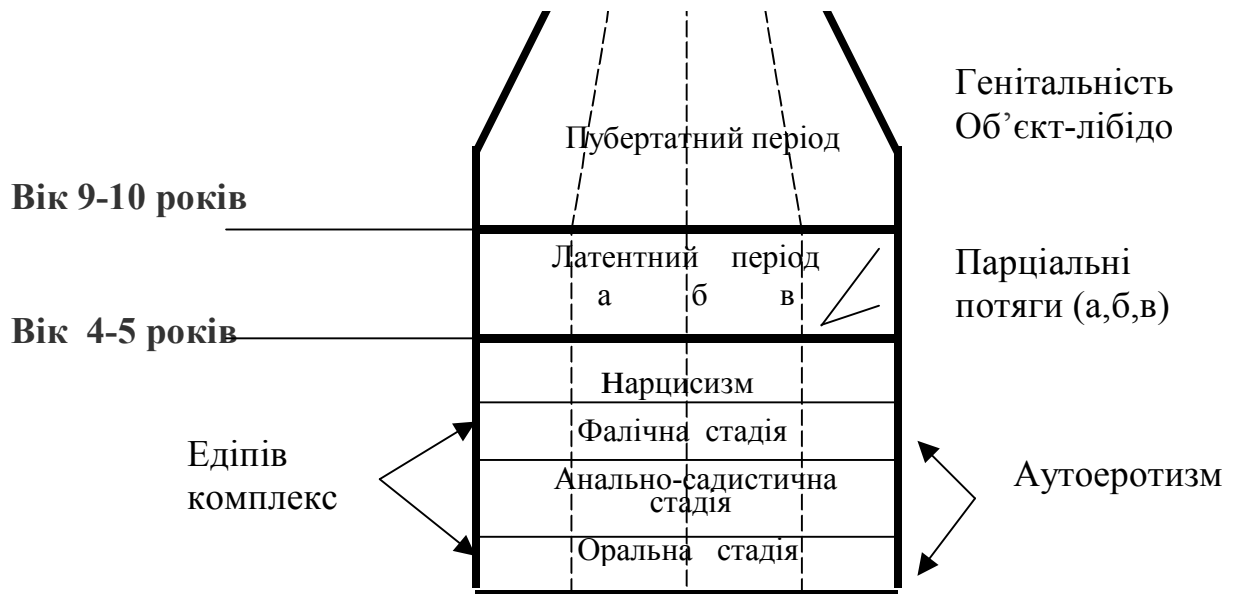 Генітальність
Об’єкт-лібідо
Пубертатний період
Вік 9-10 років
Латентний період
а б в
Парціальні
потяги (а,б,в)
Вік 4-5 років
Нарцисизм
Фалічна стадія
Едіпів
комплекс
Анально-садистична
стадія
Аутоеротизм
Оральна стадія